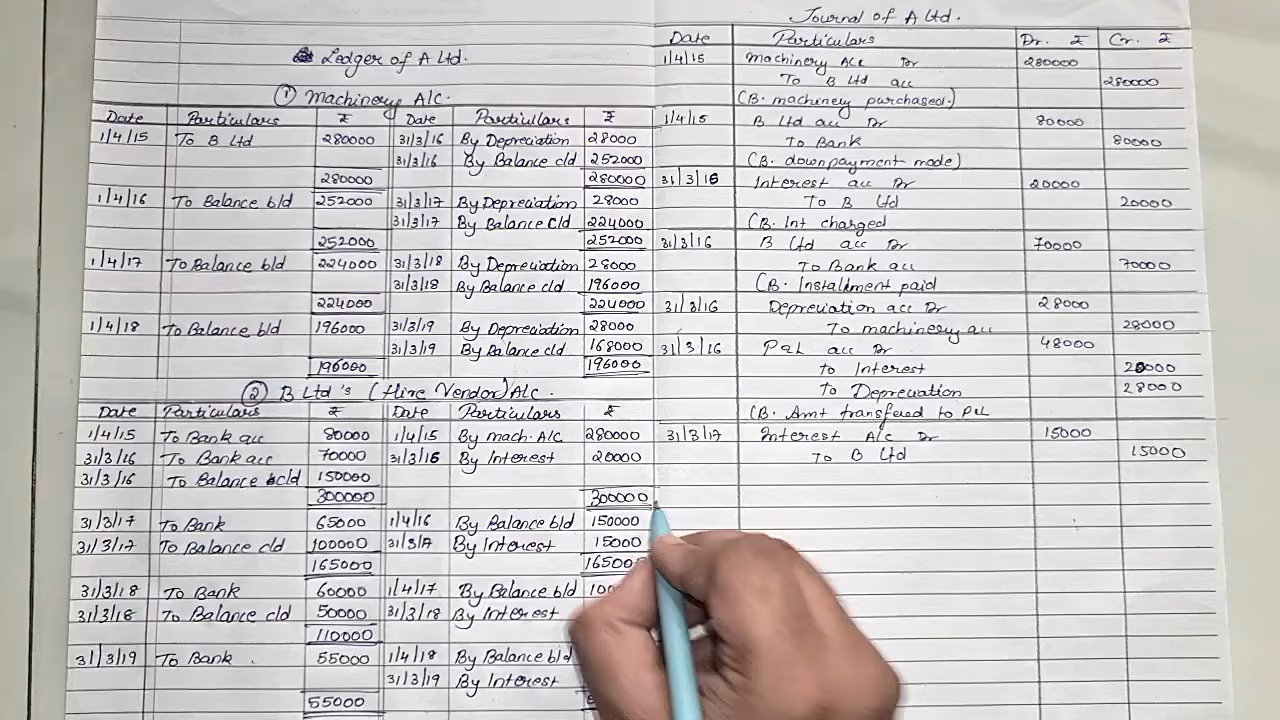 Ledger of A Ltd.
① Machinery A/c.
Date Particulars ₹ Date Particulars ₹
1/4/15 To B Ltd 280000 31/3/16 By Depreciation 28000
31/3/16 By Balance c/d 252000
280000 280000
1/4/16 To Balance b/d 252000 31/3/17 By Depreciation 28000
31/3/17 By Balance c/d 224000
252000 252000
1/4/17 To Balance b/d 224000 31/3/18 By Depreciation 28000
31/3/18 By Balance c/d 196000
224000 224000
1/4/18 To Balance b/d 196000 31/3/19 By Depreciation 28000
31/3/19 By Balance c/d 168000
196000 196000
② B Ltd's (Hire Vendor) A/c.
Date Particulars ₹ Date Particulars ₹
1/4/15 To Bank acc 80000 1/4/15 By mach. A/C 280000
31/3/16 To Bank acc 70000 31/3/16 By Interest 20000
31/3/16 To Balance c/d 150000
300000 300000
31/3/17 To Bank 65000 1/4/16 By Balance b/d 150000
31/3/17 To Balance c/d 100000 31/3/17 By Interest 15000
165000 165000
31/3/18 To Bank 60000 1/4/17 By Balance b/d
31/3/18 To Balance c/d 50000 31/3/18 By Interest
110000
31/3/19 To Bank . 55000 1/4/18 By Balance b/d
31/3/19 By Interest
55000
Journal of A Ltd.
Date Particulars Dr. ₹ Cr. ₹
1/4/15 Machinery Acc Dr 280000
To B Ltd acc 280000
(B. machinery purchased.)
1/4/15 B Ltd acc Dr 80000
To Bank 80000
(B. downpayment made)
31/3/16 Interest acc Dr 20000
To B Ltd 20000
(B. Int charged
31/3/16 B Ltd acc Dr 70000
To Bank acc 70000
(B. Installment paid
31/3/16 Depreciation acc Dr 28000
To machinery acc 28000
31/3/16 P&L acc Dr 48000
to Interest 20000
to Depreciation 28000
(B. Amt transfered to P&L
31/3/17 Interest A/c Dr 15000
To B Ltd 15000